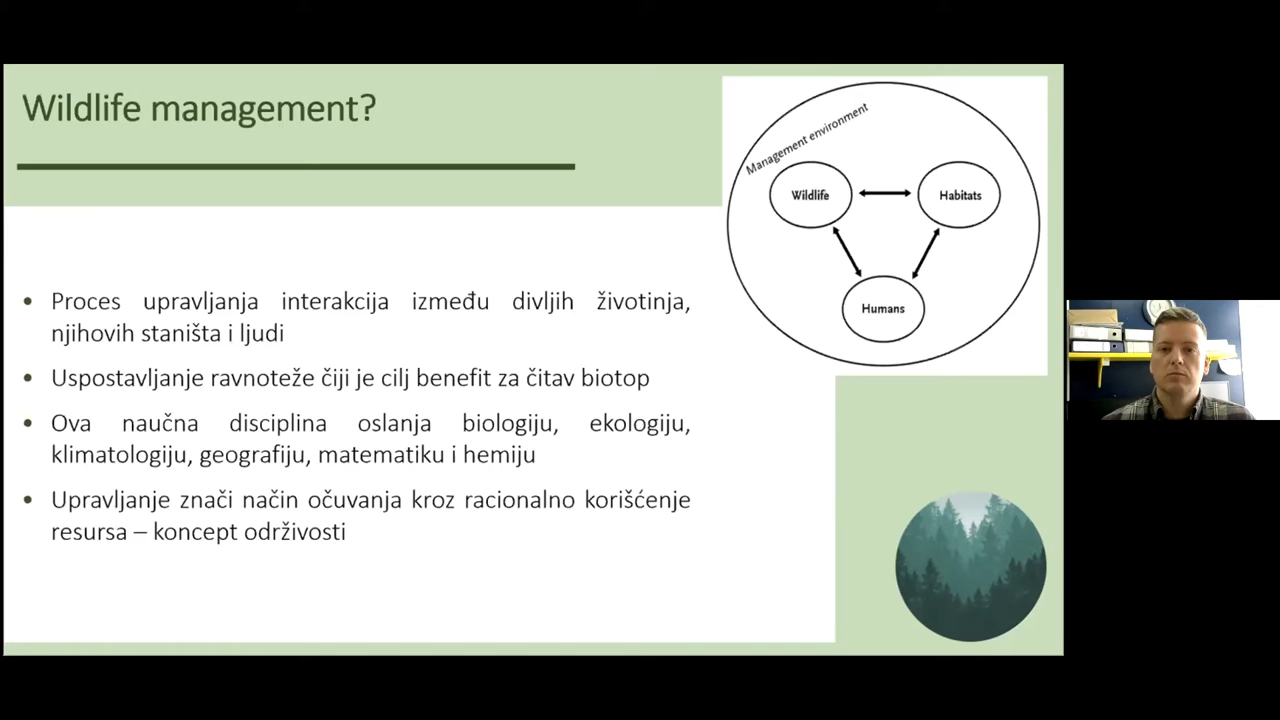 Wildlife management?
Management environment
Wildlife
Habitats
Humans
• Proces upravljanja interakcija između divljih životinja,
njihovih staništa i ljudi
• Uspostavljanje ravnoteže čiji je cilj benefit za čitav biotop
• Ova naučna disciplina oslanja biologiju, ekologiju,
klimatologiju, geografiju, matematiku i hemiju
• Upravljanje znači način očuvanja kroz racionalno korišćenje
resursa – koncept održivosti